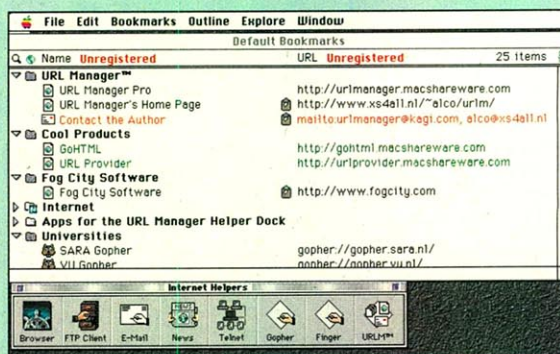 File Edit Bookmarks Outline Explore Window
Default Bookmarks
Name Unregistered URL Unregistered 25 items
URL Manager™
URL Manager Pro http://urlmanager.macshareware.com
URL Manager's Home Page http://www.xs4all.nl/~alco/urlm/
Contact the Author mailto:urlmanager@kagi.com, alco@xs4all.nl
Cool Products
GoHTML http://gohtml.macshareware.com
URL Provider http://urlprovider.macshareware.com
Fog City Software
Fog City Software http://www.fogcity.com
Internet
Apps for the URL Manager Helper Dock
Universities
SARA Gopher gopher://gopher.sara.nl/
VU Gopher gopher://gopher.vu.nl/
Internet Helpers
Browser FTP Client E-Mail News Telnet Gopher Finger URLM™